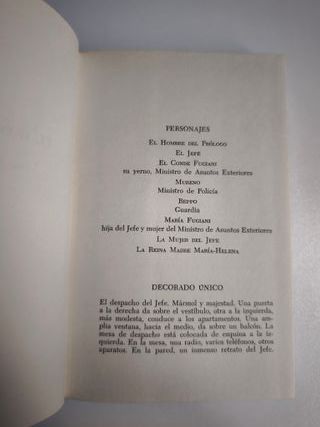 PERSONAJES
El Hombre del Prólogo
El Jefe
El Conde Fugiani
su yerno, Ministro de Asuntos Exteriores
Mureno
Ministro de Policía
Beppo
Guardia
María Fugiani
hija del Jefe y mujer del Ministro de Asuntos Exteriores
La Mujer del Jefe
La Reina Madre María-Helena
DECORADO UNICO
El despacho del Jefe. Mármol y majestad. Una puerta
a la derecha da sobre el vestíbulo, otra a la izquierda,
más modesta, conduce a los apartamentos. Una am-
plia ventana, hacia el medio, da sobre un balcón. La
mesa de despacho está colocada de esquina a la iz-
quierda. En la mesa, una radio, varios teléfonos, otros
aparatos. En la pared, un inmenso retrato del Jefe.